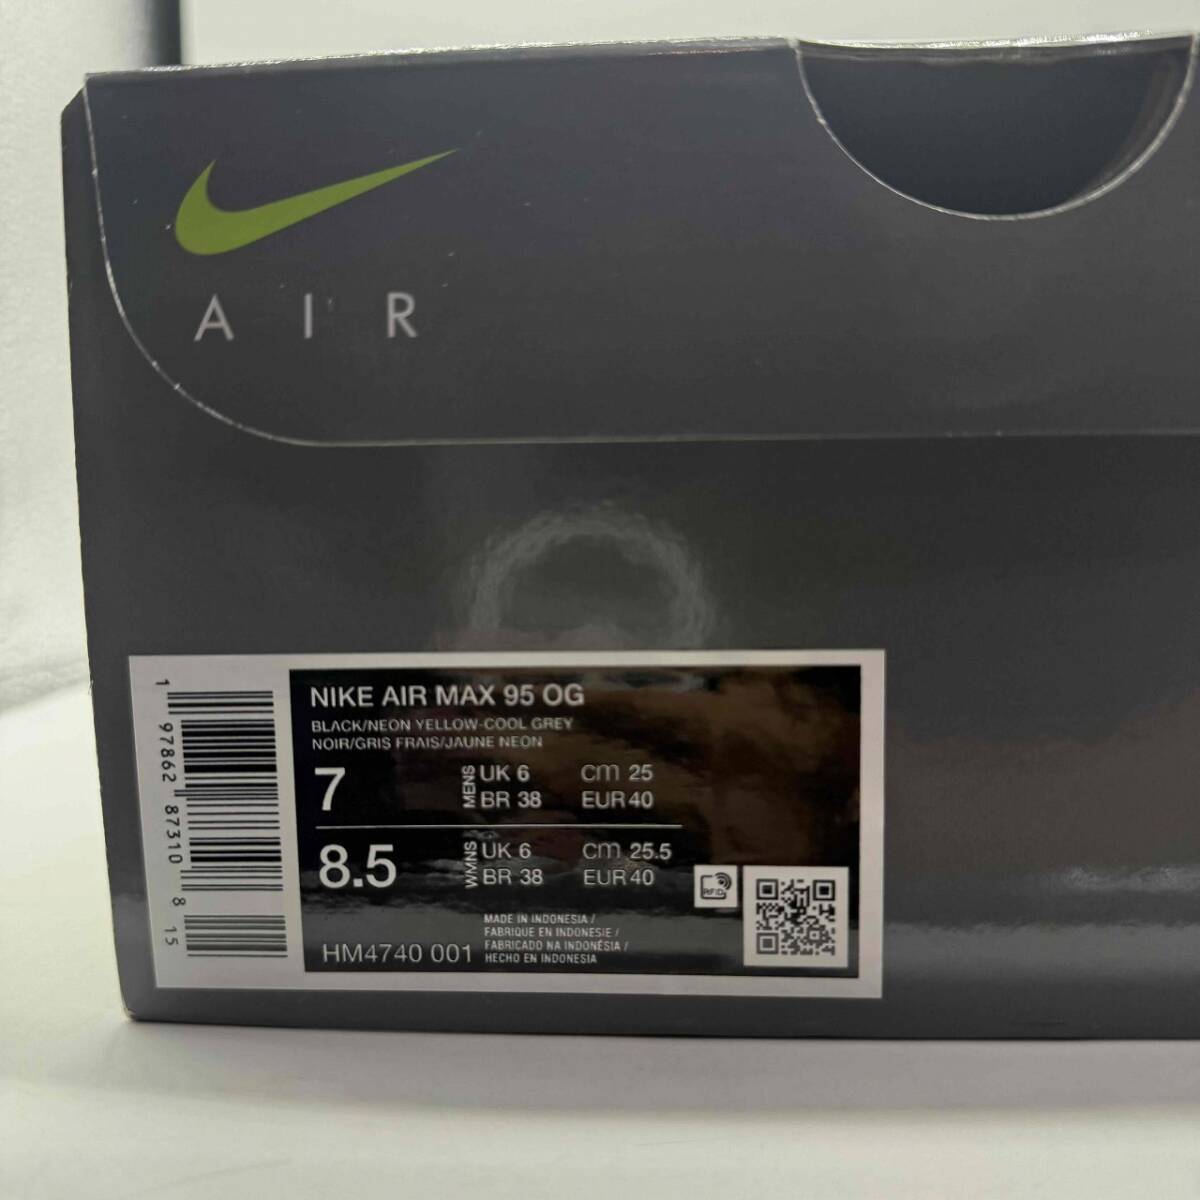 AIR
NIKE AIR MAX 95 OG
BLACK/NEON YELLOW-COOL GREY
NOIR/GRIS FRAIS/JAUNE NEON
7 MENS UK 6 CM 25
BR 38 EUR 40
8.5 WMNS UK 6 CM 25.5
BR 38 EUR 40
RFID
HM4740 001
MADE IN INDONESIA /
FABRIQUE EN INDONESIE /
FABRICADO NA INDONÉSIA /
HECHO EN INDONESIA
1 97862 87310 8 15